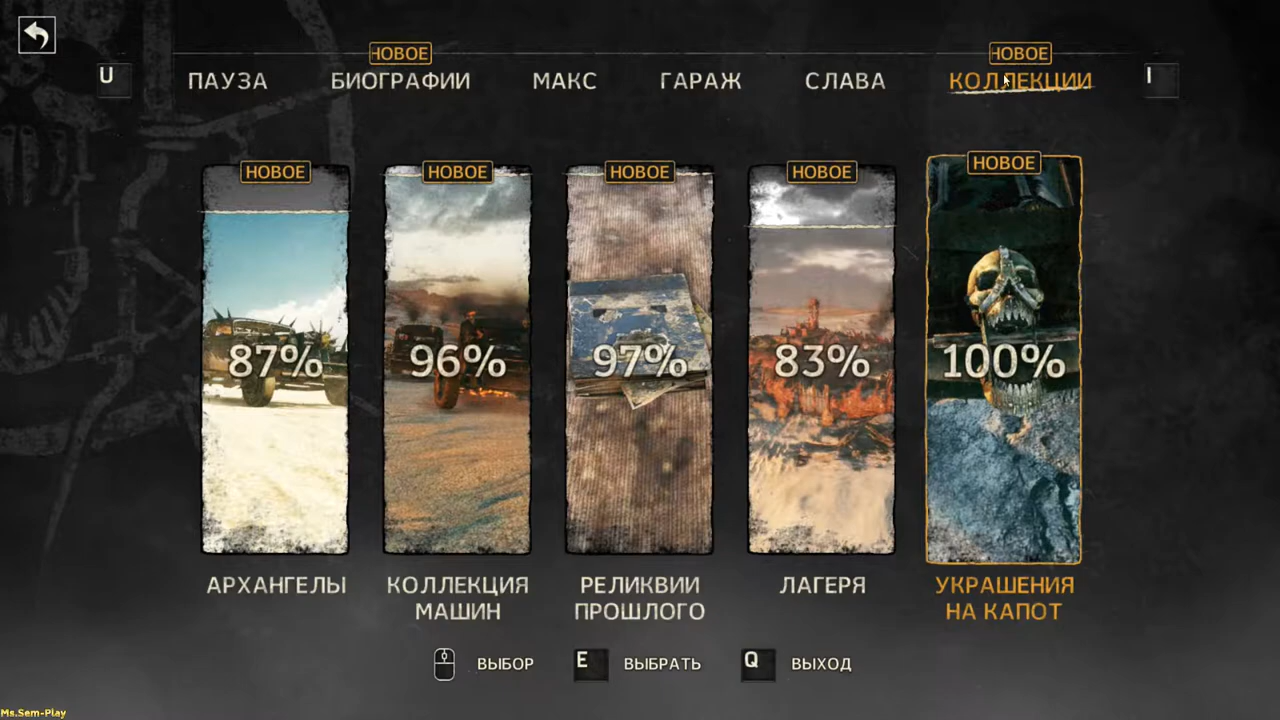 НОВОЕ НОВОЕ
U ПАУЗА БИОГРАФИИ МАКС ГАРАЖ СЛАВА КОЛЛЕКЦИИ I
НОВОЕ НОВОЕ НОВОЕ НОВОЕ НОВОЕ
87% 96% 97% 83% 100%
АРХАНГЕЛЫ КОЛЛЕКЦИЯ РЕЛИКВИИ ЛАГЕРЯ УКРАШЕНИЯ
МАШИН ПРОШЛОГО НА КАПОТ
ВЫБОР E ВЫБРАТЬ Q ВЫХОД
Ms.Sem-Play